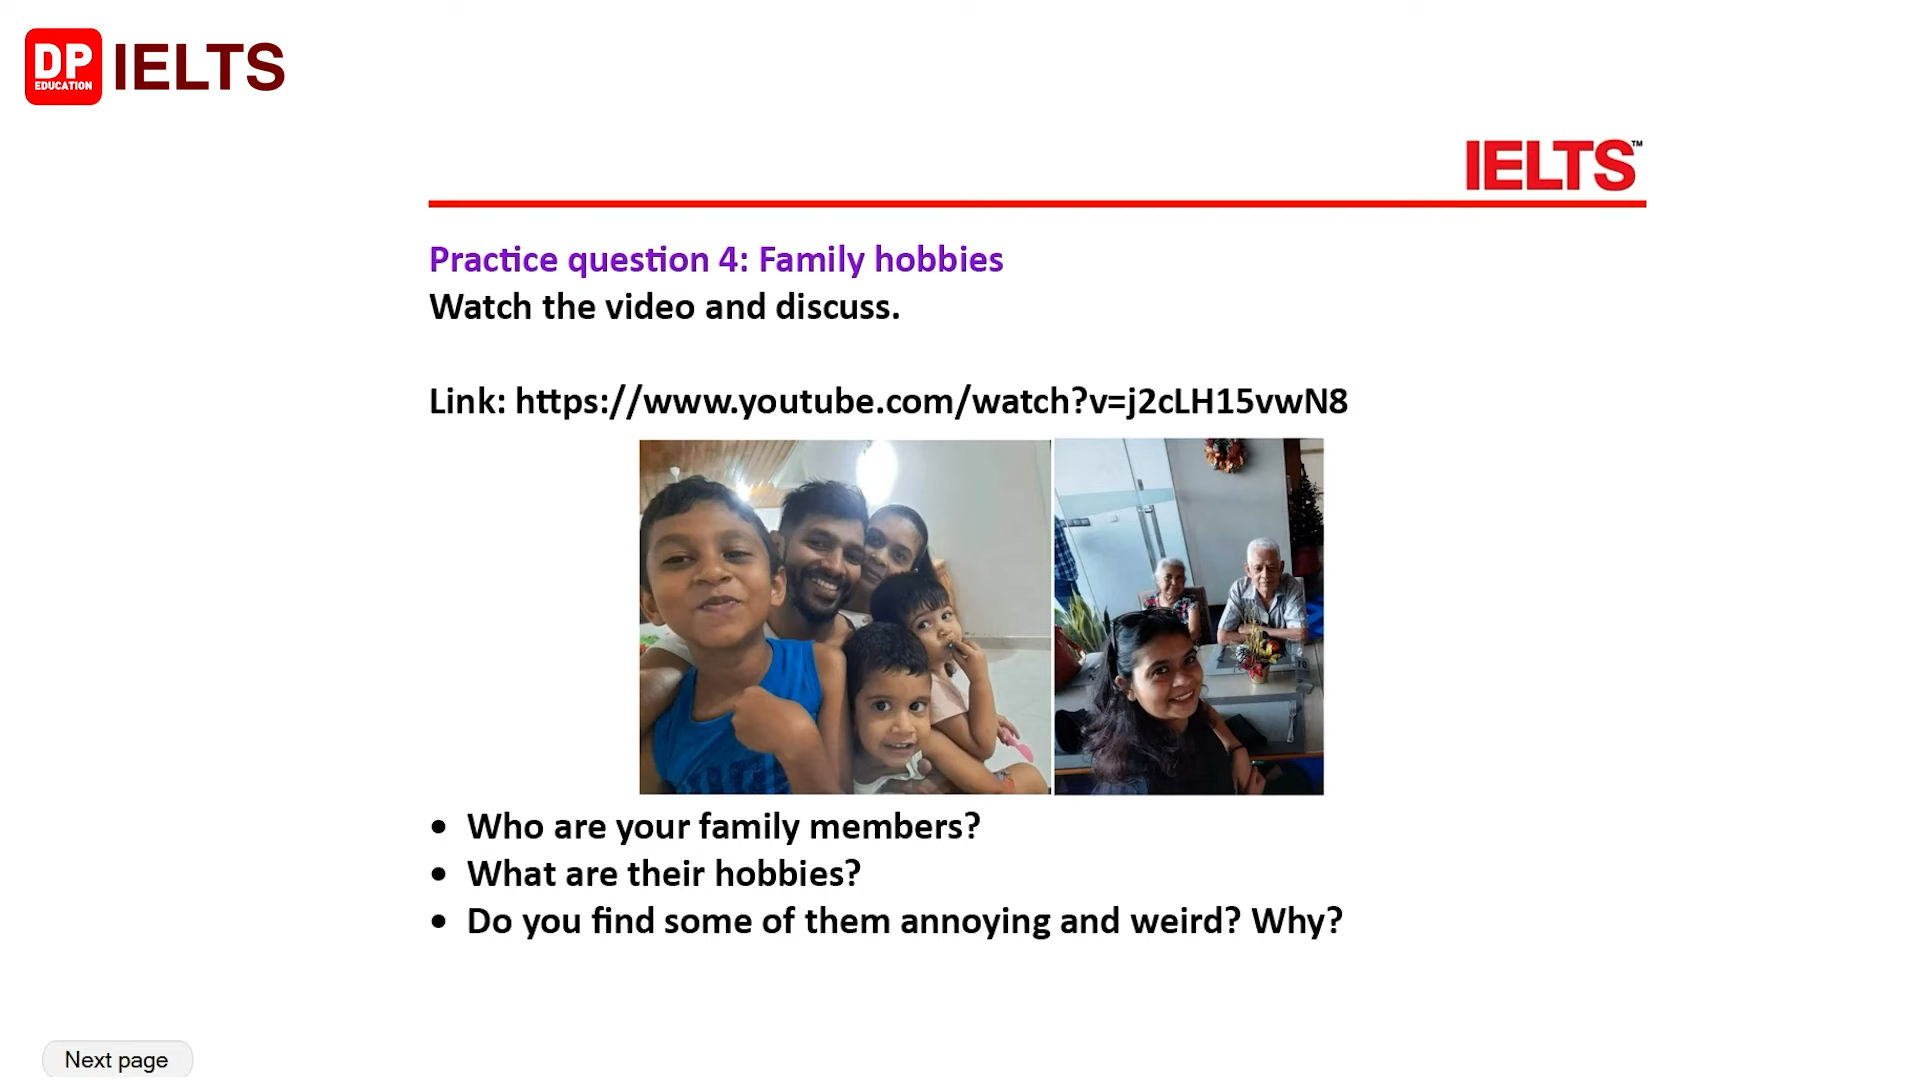 DP IELTS
EDUCATION
IELTS™
Practice question 4: Family hobbies
Watch the video and discuss.
Link: https://www.youtube.com/watch?v=j2cLH15vwN8
• Who are your family members?
• What are their hobbies?
• Do you find some of them annoying and weird? Why?
Next page